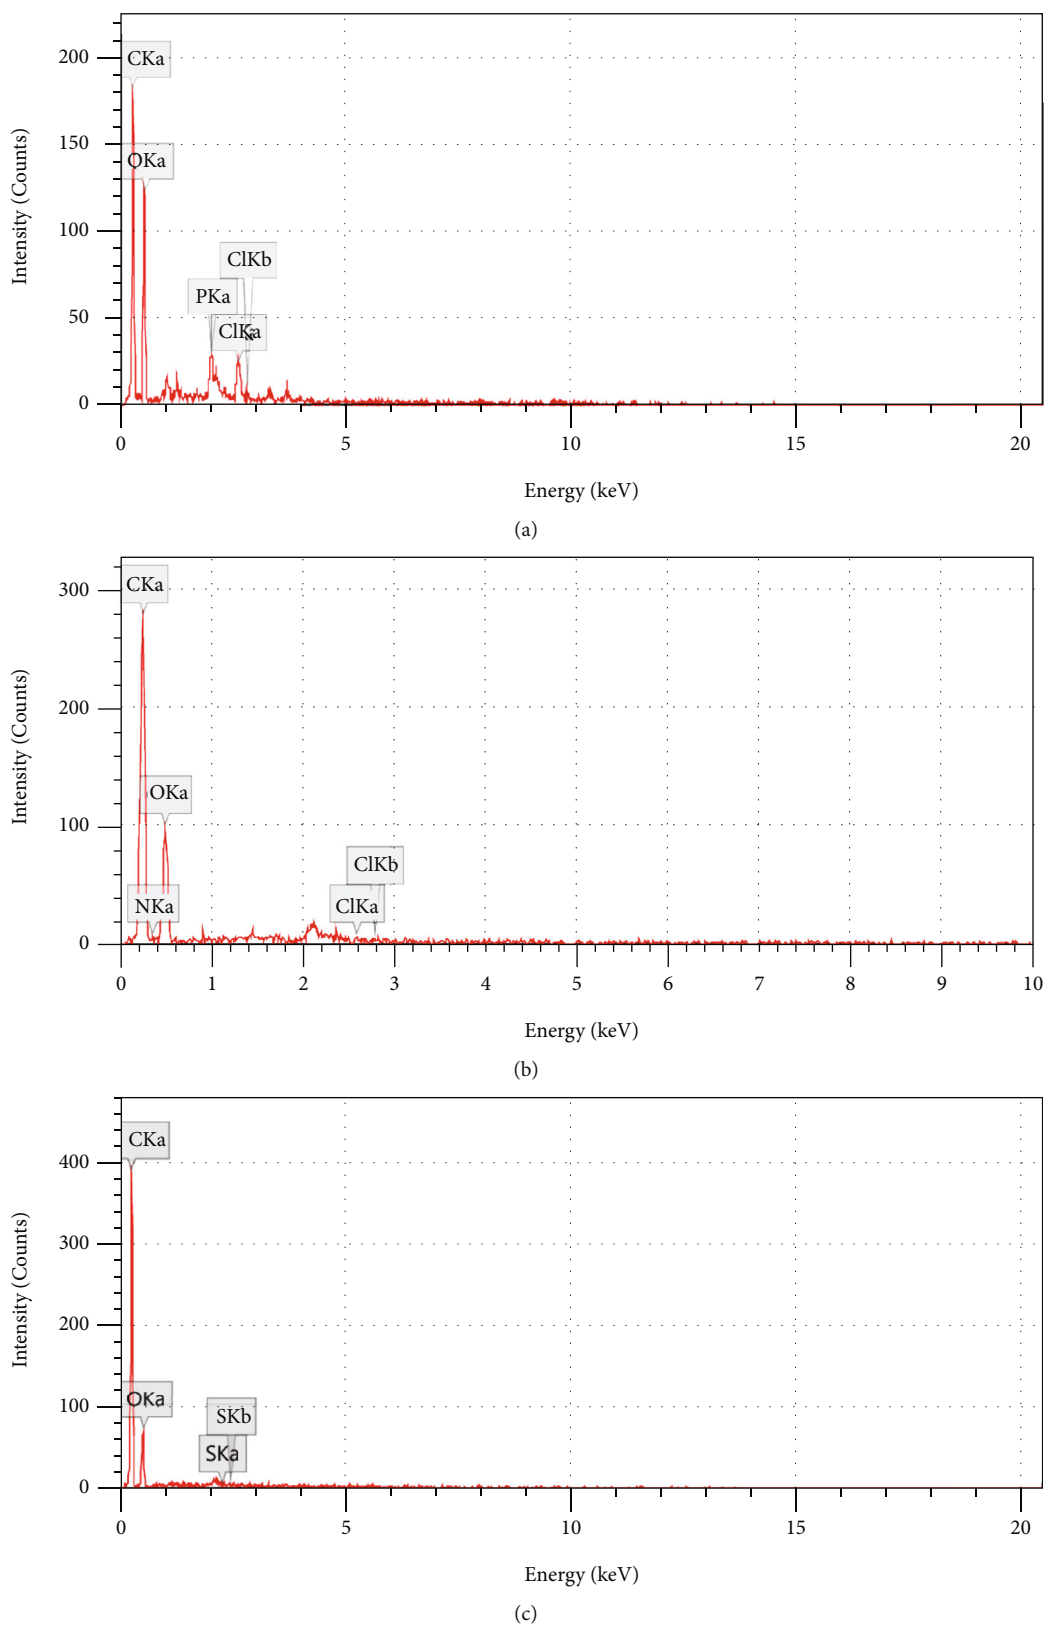 Intensity (Counts)
200
150
100
50
0
CKa
OKa
PKa
ClKb
ClKa
0 5 10 15 20
Energy (keV)
(a)
Intensity (Counts)
300
200
100
0
CKa
OKa
NKa
ClKb
ClKa
0 1 2 3 4 5 6 7 8 9 10
Energy (keV)
(b)
Intensity (Counts)
400
300
200
100
0
CKa
OKa
SKb
SKa
0 5 10 15 20
Energy (keV)
(c)